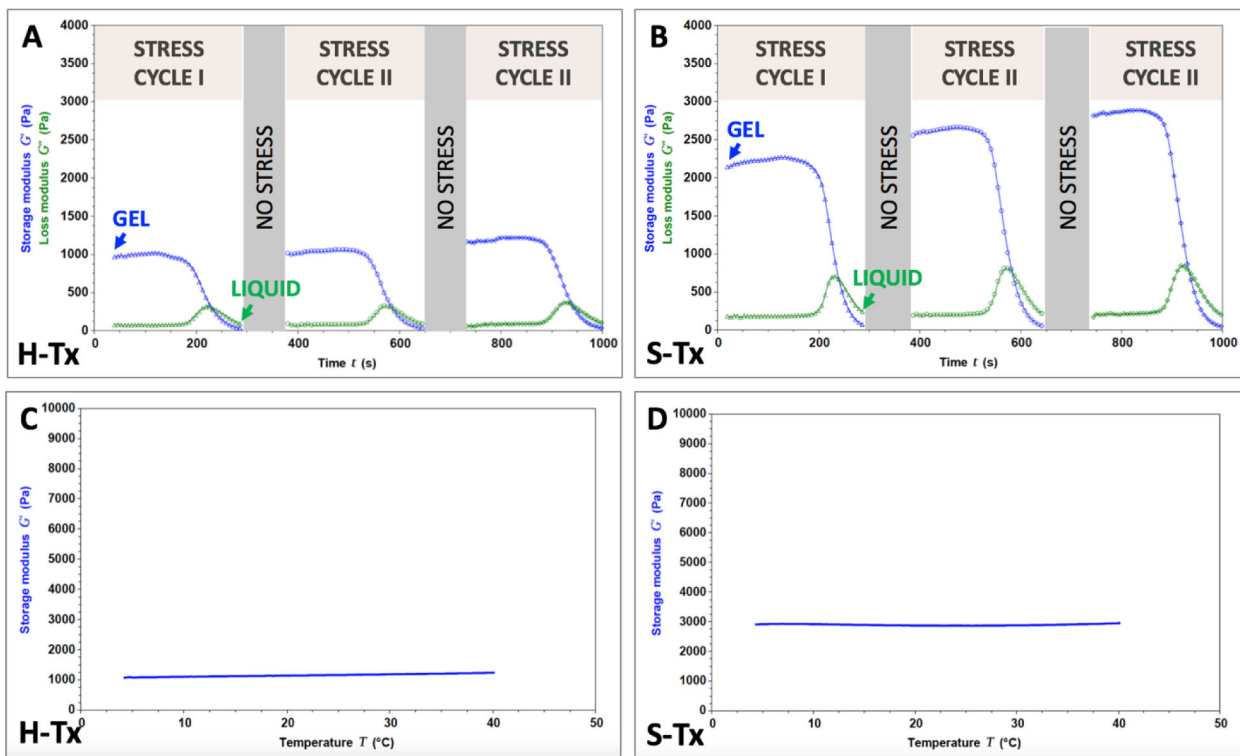 A
STRESS
CYCLE I
STRESS
CYCLE II
STRESS
CYCLE II
NO STRESS
NO STRESS
GEL
LIQUID
Storage modulus G' (Pa)
Loss modulus G'' (Pa)
4000
3500
3000
2500
2000
1500
1000
500
0
0 200 400 600 800 1000
Time t (s)
H-Tx
B
STRESS
CYCLE I
STRESS
CYCLE II
STRESS
CYCLE II
NO STRESS
NO STRESS
GEL
LIQUID
Storage modulus G' (Pa)
Loss modulus G'' (Pa)
4000
3500
3000
2500
2000
1500
1000
500
0
0 200 400 600 800 1000
Time t (s)
S-Tx
C
Storage modulus G' (Pa)
10000
9000
8000
7000
6000
5000
4000
3000
2000
1000
0
0 10 20 30 40 50
Temperature T (°C)
H-Tx
D
Storage modulus G' (Pa)
10000
9000
8000
7000
6000
5000
4000
3000
2000
1000
0
0 10 20 30 40 50
Temperature T (°C)
S-Tx